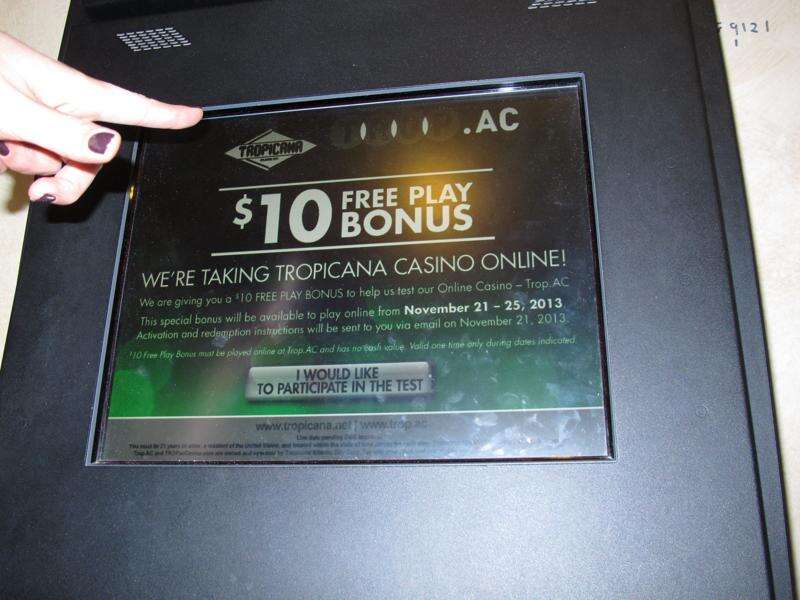 9121
TROPICANA
TROP.AC
$10 FREE PLAY
BONUS
WE'RE TAKING TROPICANA CASINO ONLINE!
We are giving you a $10 FREE PLAY BONUS to help us test our Online Casino – Trop.AC
This special bonus will be available to play online from November 21 – 25, 2013.
Activation and redemption instructions will be sent to you via email on November 21, 2013.
$10 Free Play Bonus must be played online at Trop.AC and has no cash value. Valid one time only during dates indicated.
I WOULD LIKE
TO PARTICIPATE IN THE TEST
www.tropicana.net | www.trop.ac